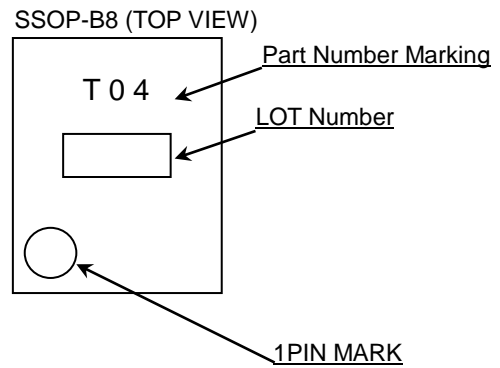 SSOP-B8 (TOP VIEW)
Part Number Marking
T 0 4
LOT Number
1PIN MARK